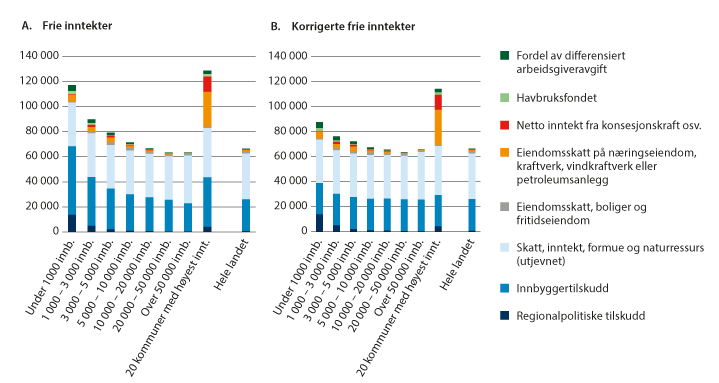 A. Frie inntekter
140 000
120 000
100 000
80 000
60 000
40 000
20 000
0
Under 1000 innb.
1 000 – 3 000 innb.
3 000 – 5 000 innb.
5 000 – 10 000 innb.
10 000 – 20 000 innb.
20 000 – 50 000 innb.
Over 50 000 innb.
20 kommuner med høyest innt.
Hele landet
B. Korrigerte frie inntekter
140 000
120 000
100 000
80 000
60 000
40 000
20 000
0
Under 1000 innb.
1 000 – 3 000 innb.
3 000 – 5 000 innb.
5 000 – 10 000 innb.
10 000 – 20 000 innb.
20 000 – 50 000 innb.
Over 50 000 innb.
20 kommuner med høyest innt.
Hele landet
Fordel av differensiert
arbeidsgiveravgift
Havbruksfondet
Netto inntekt fra konsesjonskraft osv.
Eiendomsskatt på næringseiendom,
kraftverk, vindkraftverk eller
petroleumsanlegg
Eiendomsskatt, boliger og
fritidseiendom
Skatt, inntekt, formue og naturressurs
(utjevnet)
Innbyggertilskudd
Regionalpolitiske tilskudd